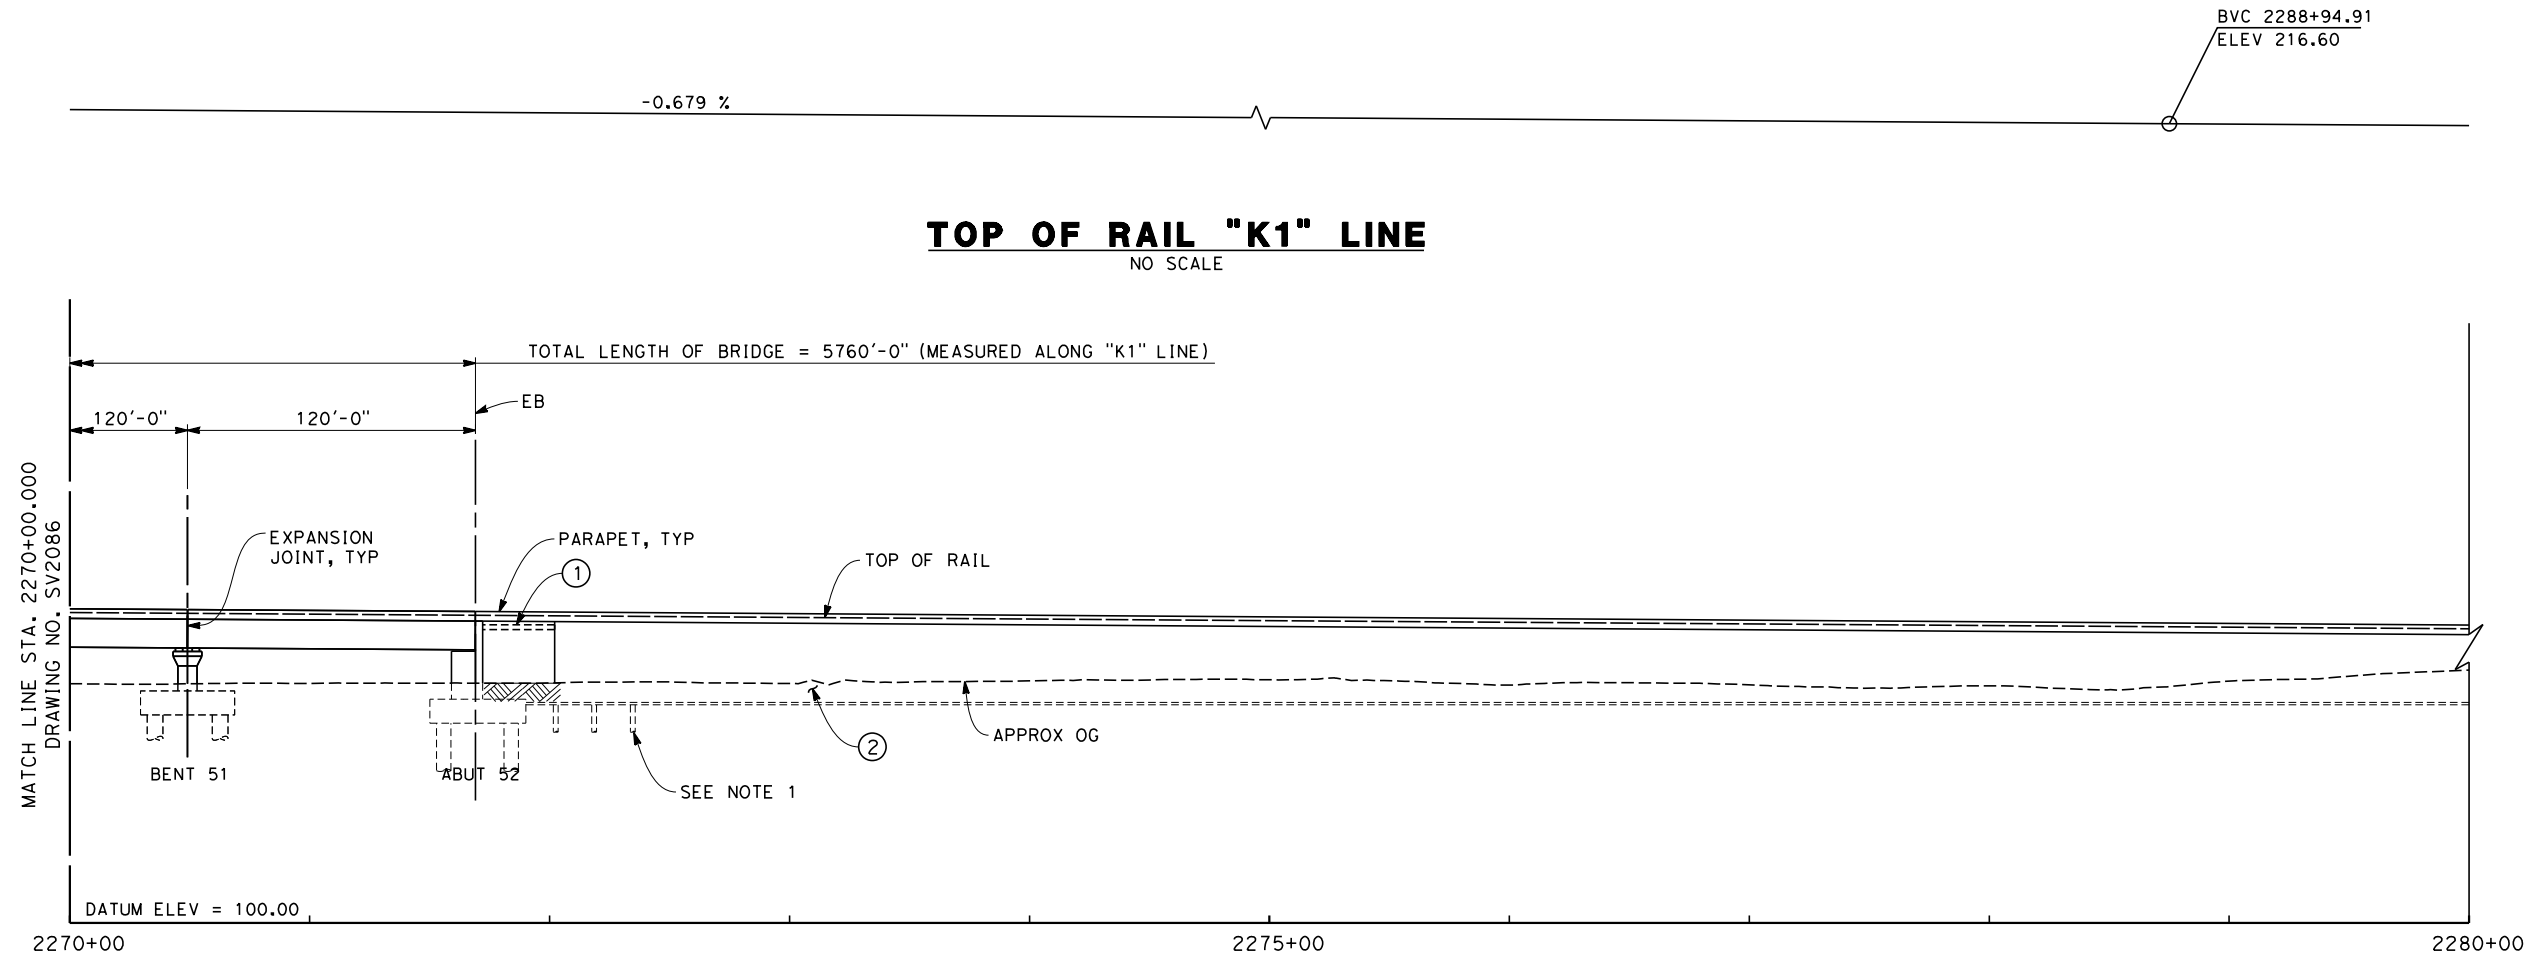 BVC 2288+94.91
ELEV 216.60
-0.679 %
TOP OF RAIL "K1" LINE
NO SCALE
TOTAL LENGTH OF BRIDGE = 5760'-0" (MEASURED ALONG "K1" LINE)
EB
120'-0"
120'-0"
MATCH LINE STA. 2270+00.000
DRAWING NO. SV2086
EXPANSION
JOINT, TYP
PARAPET, TYP
1
TOP OF RAIL
APPROX OG
2
BENT 51
ABUT 52
SEE NOTE 1
DATUM ELEV = 100.00
2270+00
2275+00
2280+00